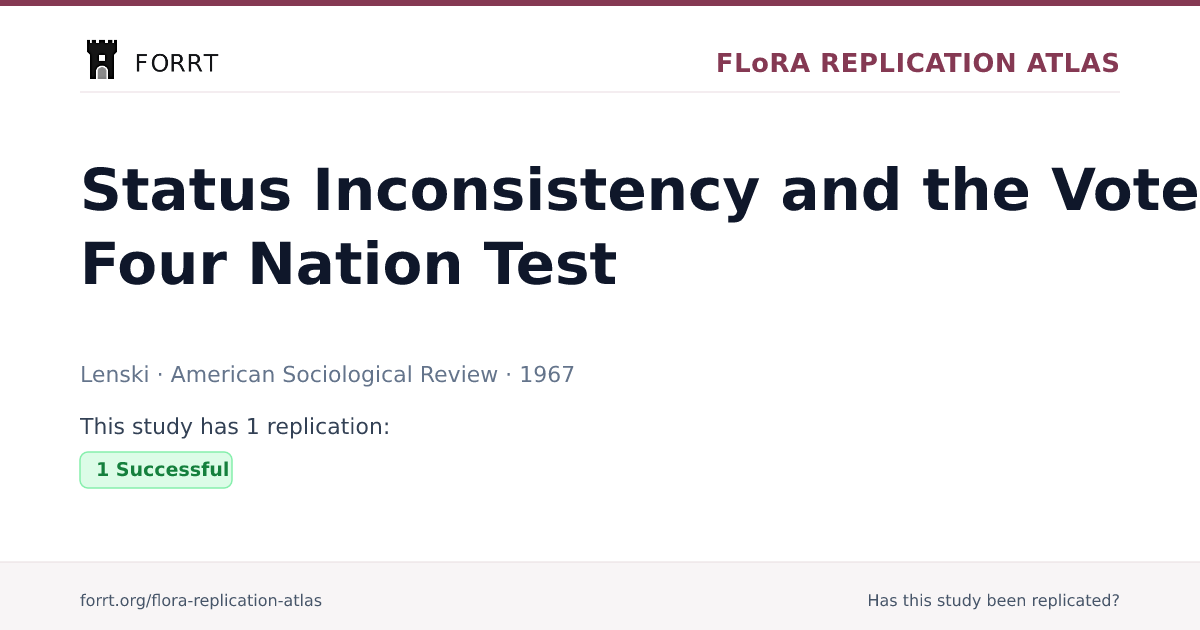 FORRT
FLoRA REPLICATION ATLAS
Status Inconsistency and the Vote
Four Nation Test
Lenski · American Sociological Review · 1967
This study has 1 replication:
1 Successful
forrt.org/flora-replication-atlas
Has this study been replicated?